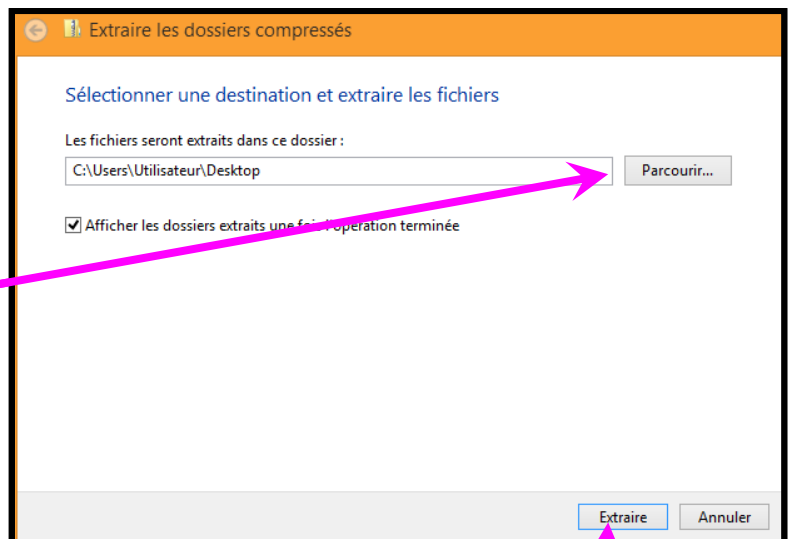 Extraire les dossiers compressés
Sélectionner une destination et extraire les fichiers
Les fichiers seront extraits dans ce dossier :
C:\Users\Utilisateur\Desktop
Parcourir...
Afficher les dossiers extraits une fois l'opération terminée
Extraire
Annuler